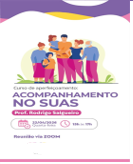 Curso de aperfeiçoamento:
ACOMPANHAMENTO
NO SUAS
Prof. Rodrigo Salgueiro
Reunião via ZOOM